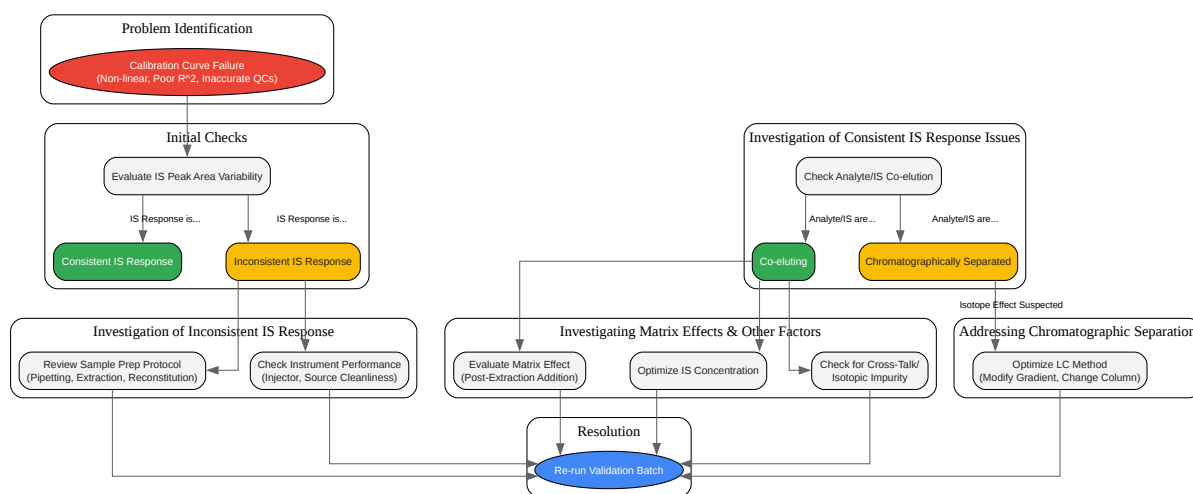 Problem Identification
Calibration Curve Failure
(Non-linear, Poor R^2, Inaccurate QCs)
Initial Checks
Evaluate IS Peak Area Variability
IS Response is...
IS Response is...
Consistent IS Response
Inconsistent IS Response
Investigation of Consistent IS Response Issues
Check Analyte/IS Co-elution
Analyte/IS are...
Analyte/IS are...
Co-eluting
Chromatographically Separated
Isotope Effect Suspected
Investigation of Inconsistent IS Response
Review Sample Prep Protocol
(Pipetting, Extraction, Reconstitution)
Check Instrument Performance
(Injector, Source Cleanliness)
Investigating Matrix Effects & Other Factors
Evaluate Matrix Effect
(Post-Extraction Addition)
Optimize IS Concentration
Check for Cross-Talk/
Isotopic Impurity
Addressing Chromatographic Separation
Optimize LC Method
(Modify Gradient, Change Column)
Resolution
Re-run Validation Batch